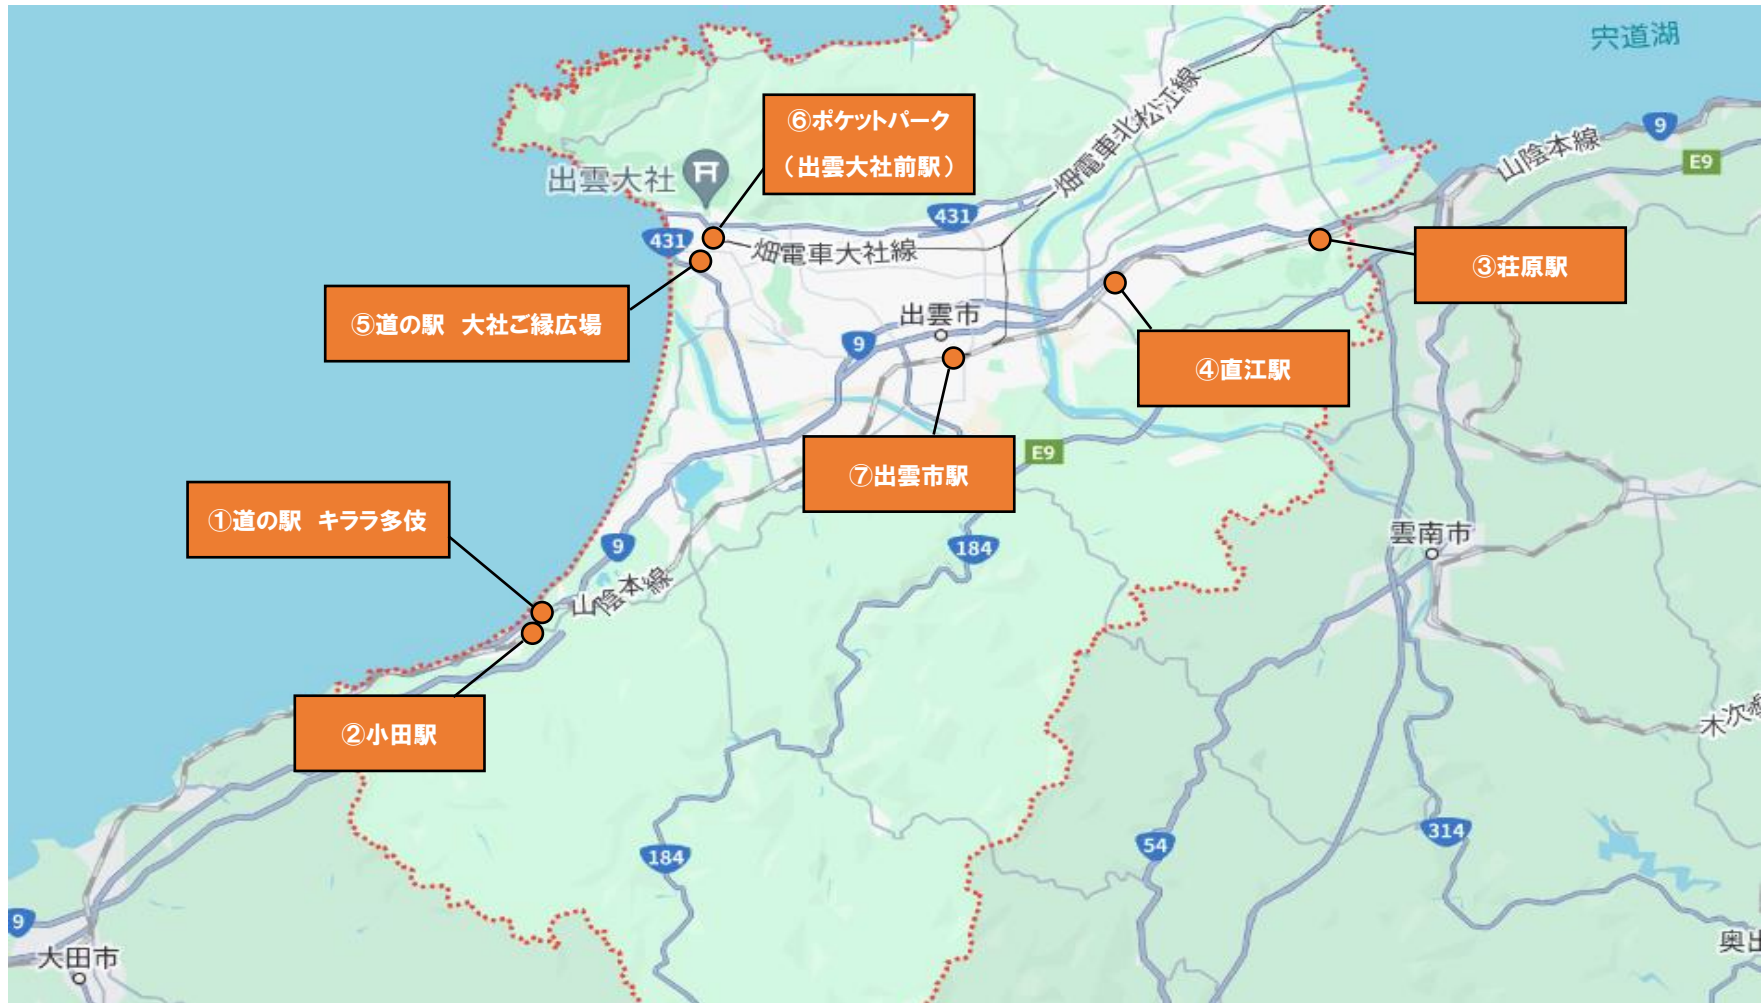 宍道湖
9
山陰本線
E9
畑電車北松江線
⑥ポケットパーク
(出雲大社前駅)
出雲大社
431
431
畑電車大社線
③荘原駅
⑤道の駅 大社ご縁広場
出雲市
9
④直江駅
⑦出雲市駅
E9
①道の駅 キララ多伎
9
184
雲南市
山陰本線
②小田駅
木次線
184
54
314
9
大田市
奥出